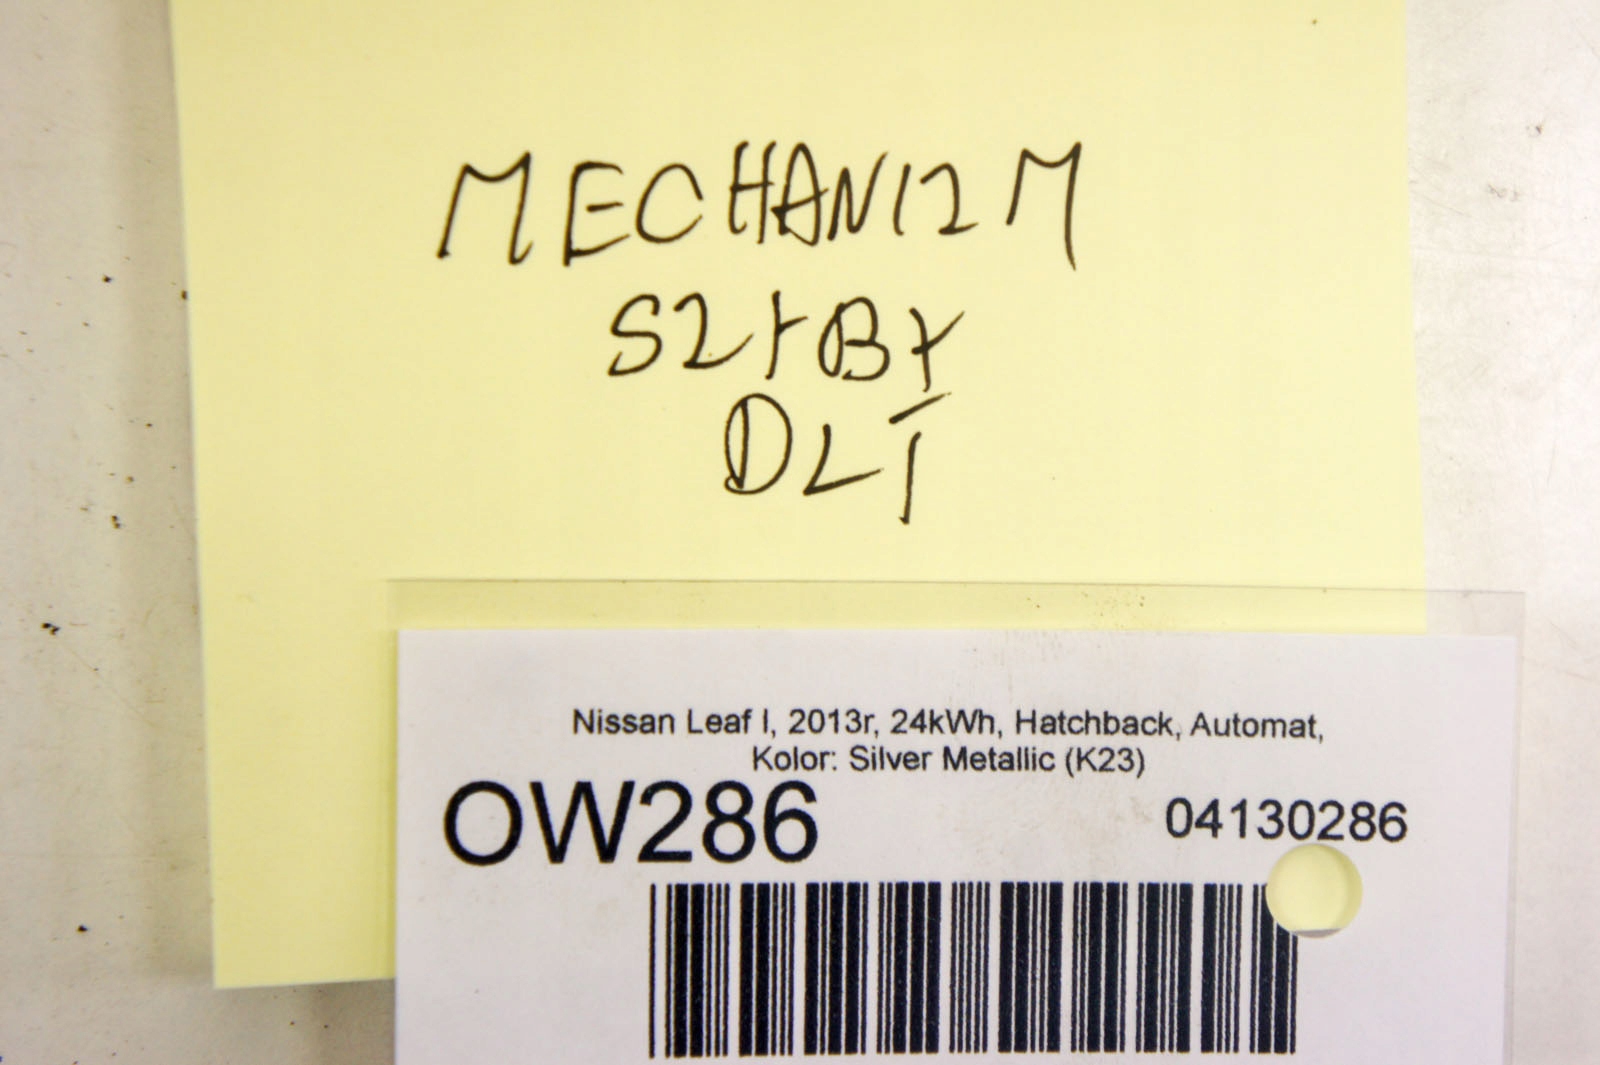 MECHANIZM
SZYBY
DLT
Nissan Leaf I, 2013r, 24kWh, Hatchback, Automat,
Kolor: Silver Metallic (K23)
OW286
04130286